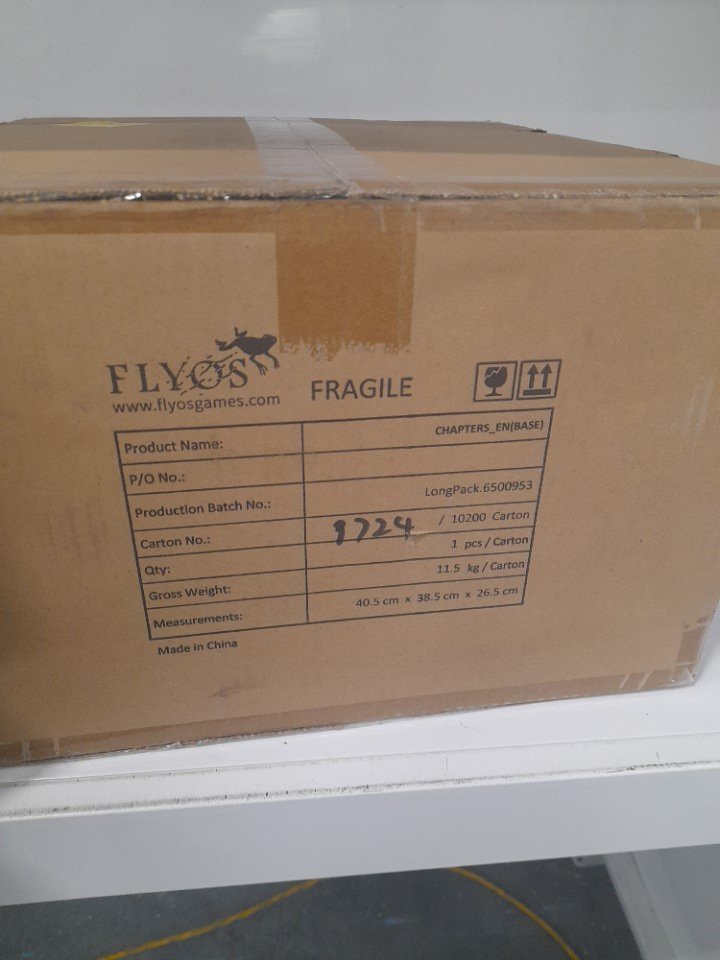 FLYOS
www.flyosgames.com
FRAGILE
Product Name: CHAPTERS_EN(BASE)
P/O No.:
Production Batch No.: LongPack.6500953
Carton No.: 9724 / 10200 Carton
Qty: 1 pcs / Carton
Gross Weight: 11.5 kg / Carton
Measurements: 40.5 cm x 38.5 cm x 26.5 cm
Made in China